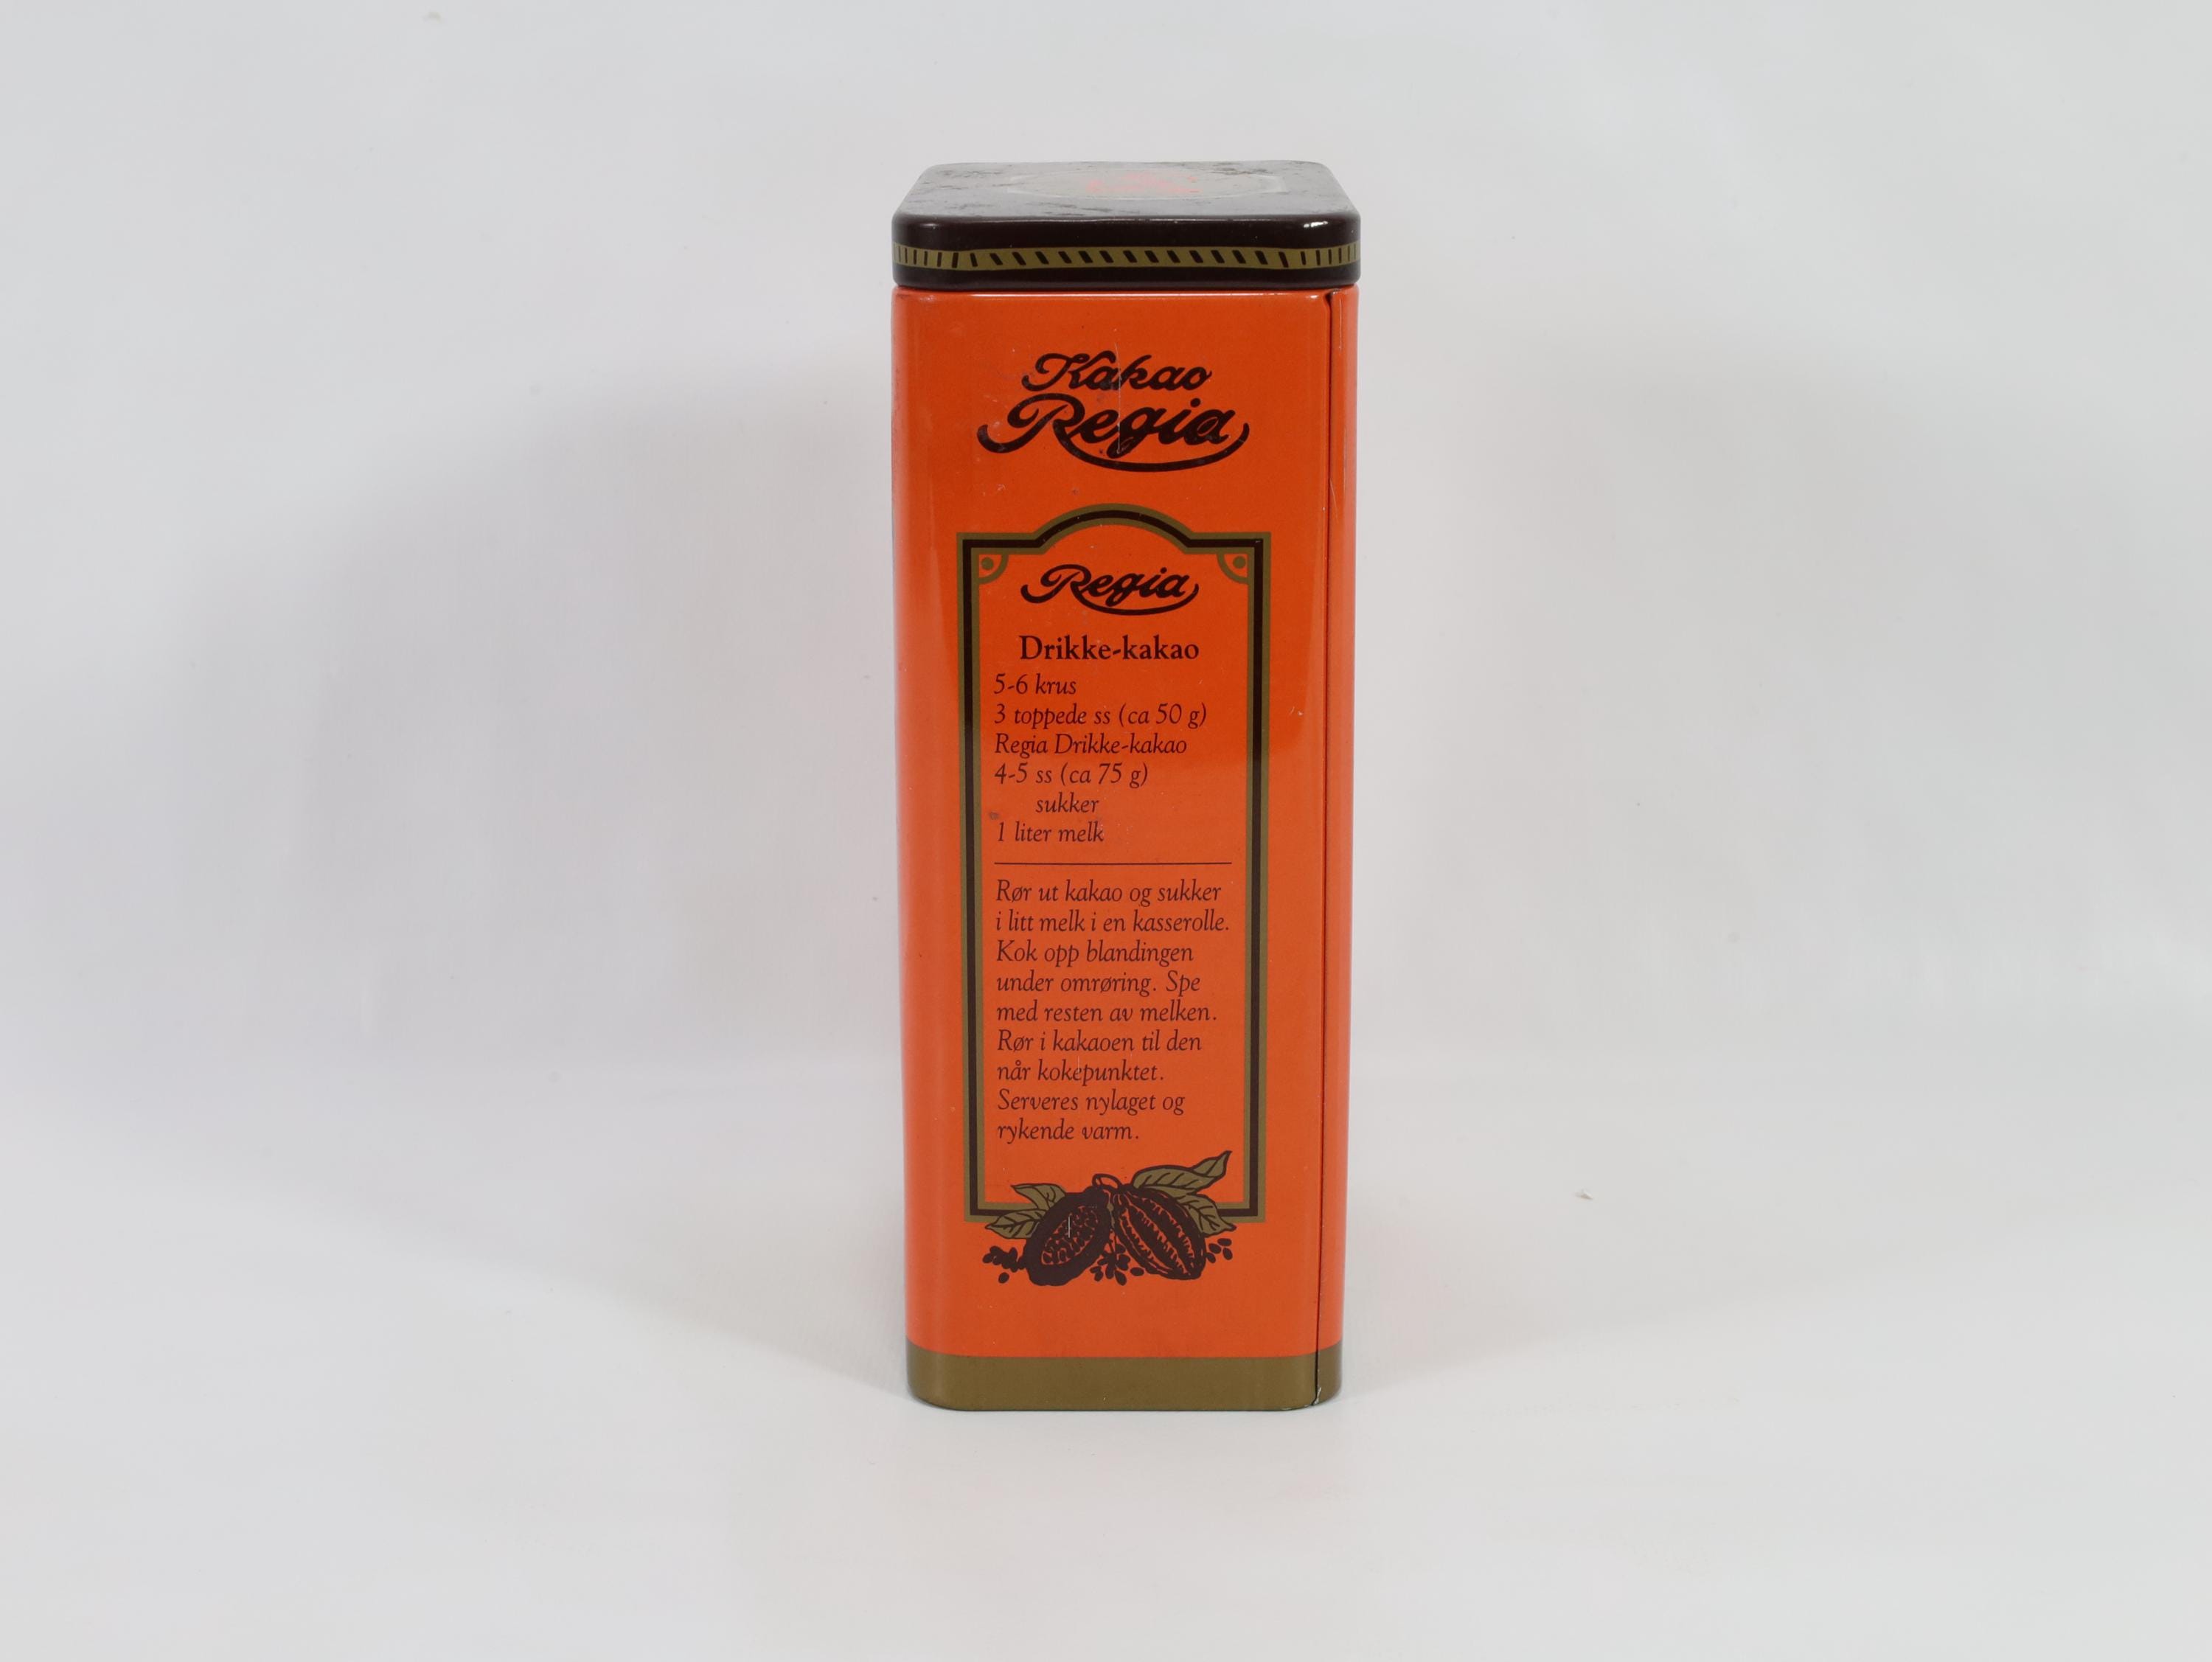 Kakao
Regia
Regia
Drikke-kakao
5-6 krus
3 toppede ss (ca 50 g)
Regia Drikke-kakao
4-5 ss (ca 75 g)
sukker
1 liter melk
Rør ut kakao og sukker
i litt melk i en kasserolle.
Kok opp blandingen
under omrøring. Spe
med resten av melken.
Rør i kakaoen til den
når kokepunktet.
Serveres nylaget og
rykende varm.